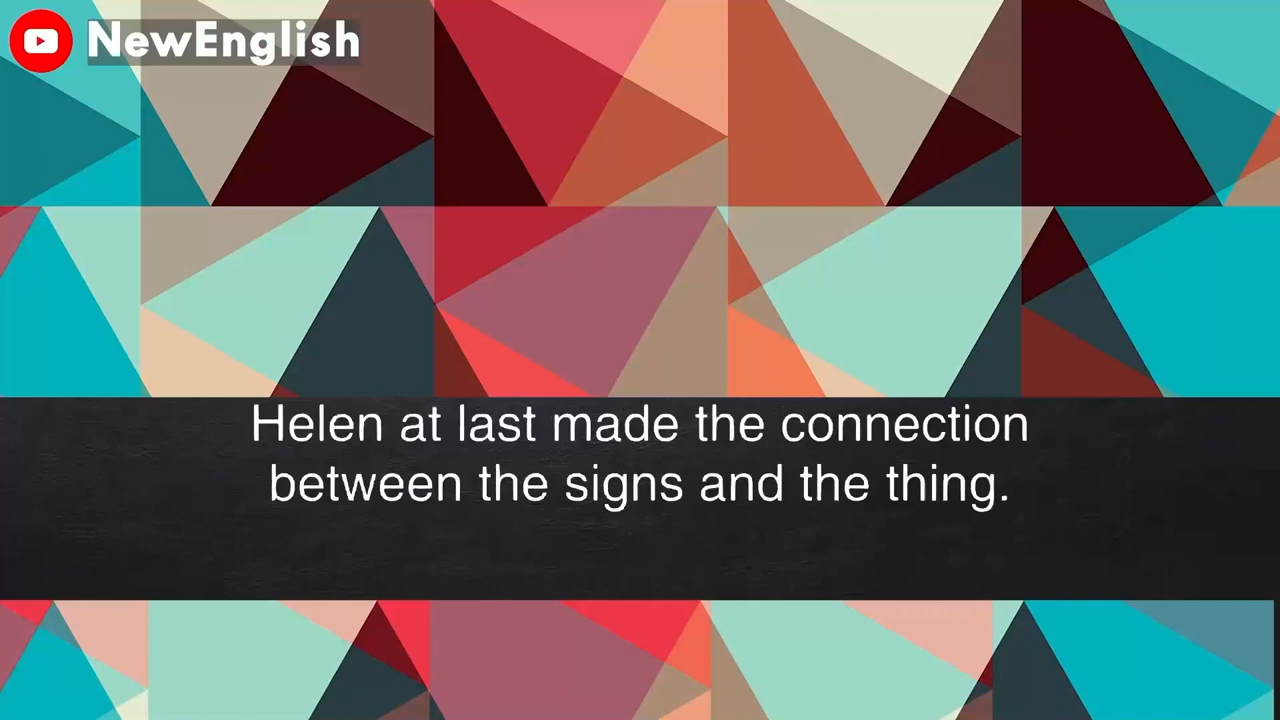 NewEnglish
Helen at last made the connection
between the signs and the thing.